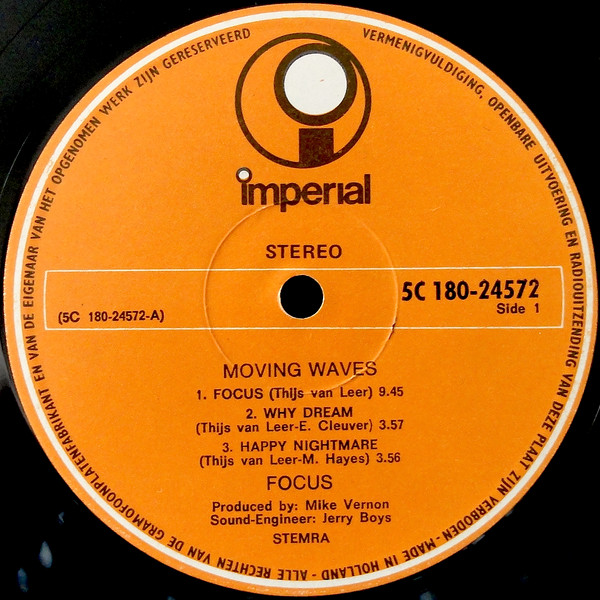 imperial
STEREO
5C 180-24572
Side 1
(5C 180-24572-A)
MOVING WAVES
1. FOCUS (Thijs van Leer) 9.45
2. WHY DREAM
(Thijs van Leer-E. Cleuver) 3.57
3. HAPPY NIGHTMARE
(Thijs van Leer-M. Hayes) 3.56
FOCUS
Produced by: Mike Vernon
Sound-Engineer: Jerry Boys
STEMRA
ALLE RECHTEN VAN DE GRAMOFOONPLATENFABRIKANT EN VAN DE EIGENAAR VAN HET OPGENOMEN WERK ZIJN GERESERVEERD
VERMENIGVULDIGING, OPENBARE UITVOERING EN RADIOUITZENDING VAN DEZE PLAAT ZIJN VERBODEN - MADE IN HOLLAND -